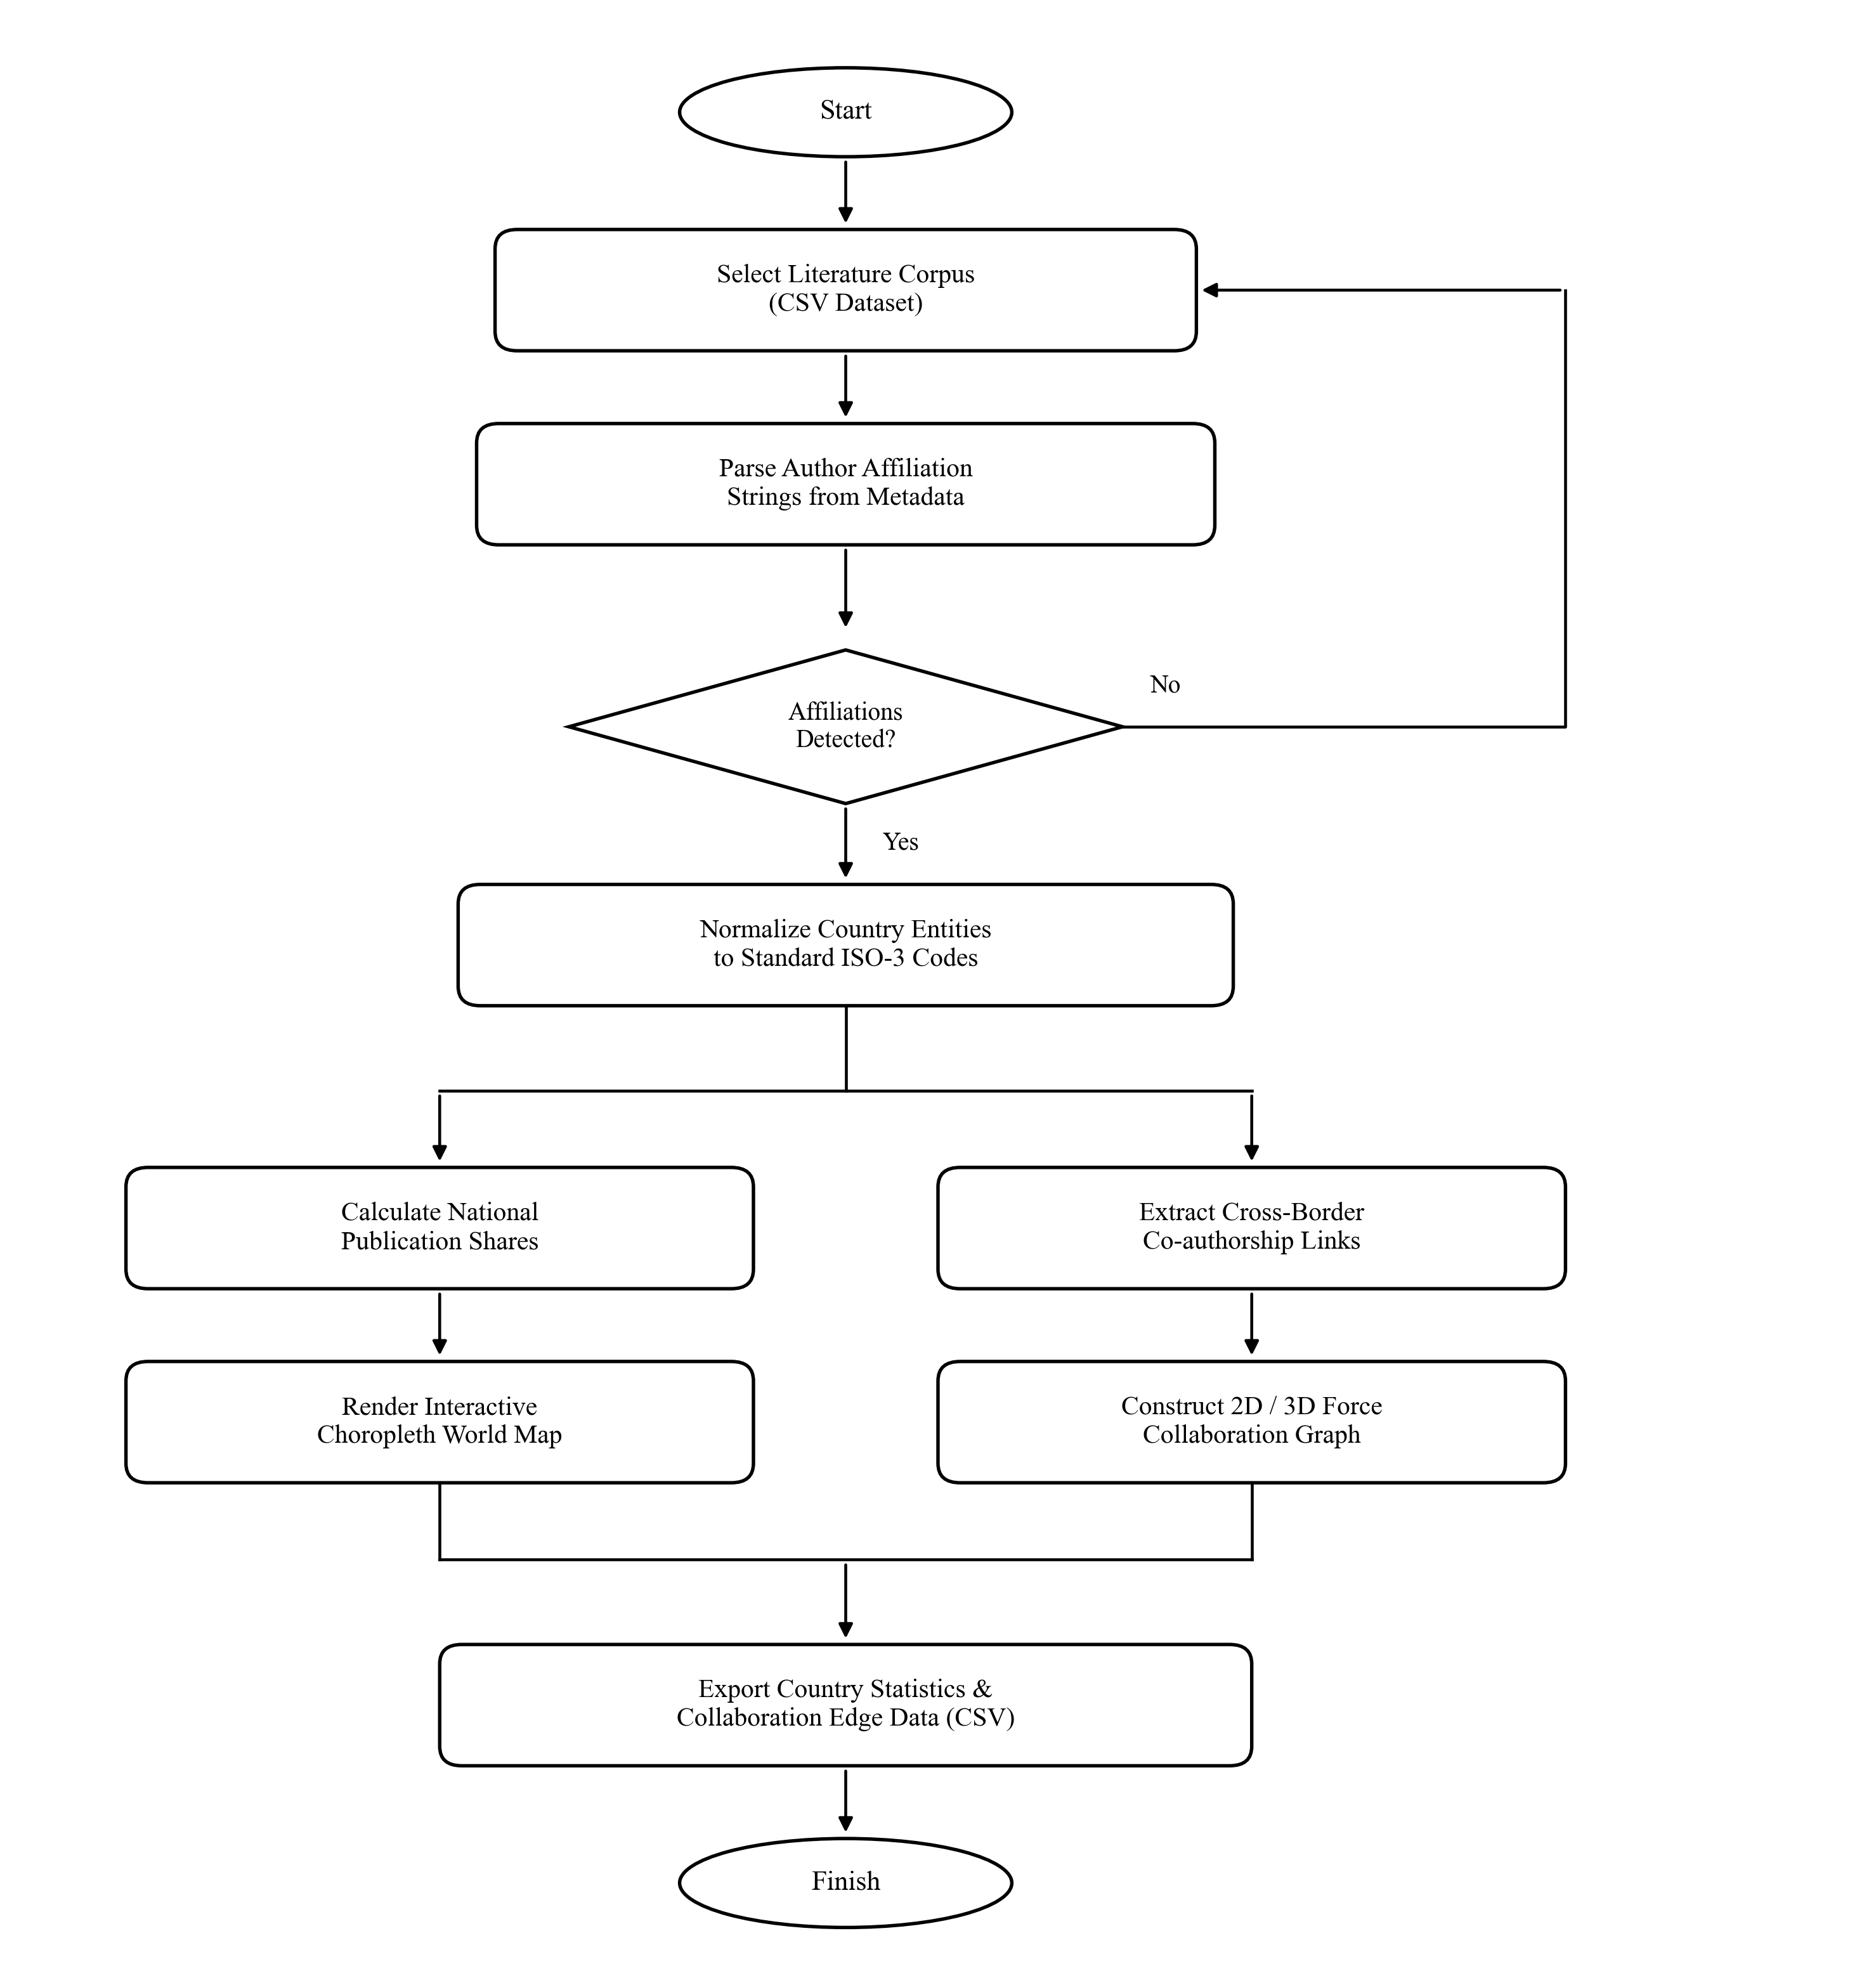 Start
Select Literature Corpus
(CSV Dataset)
Parse Author Affiliation
Strings from Metadata
Affiliations
Detected?
No
Yes
Normalize Country Entities
to Standard ISO-3 Codes
Calculate National
Publication Shares
Extract Cross-Border
Co-authorship Links
Render Interactive
Choropleth World Map
Construct 2D / 3D Force
Collaboration Graph
Export Country Statistics &
Collaboration Edge Data (CSV)
Finish